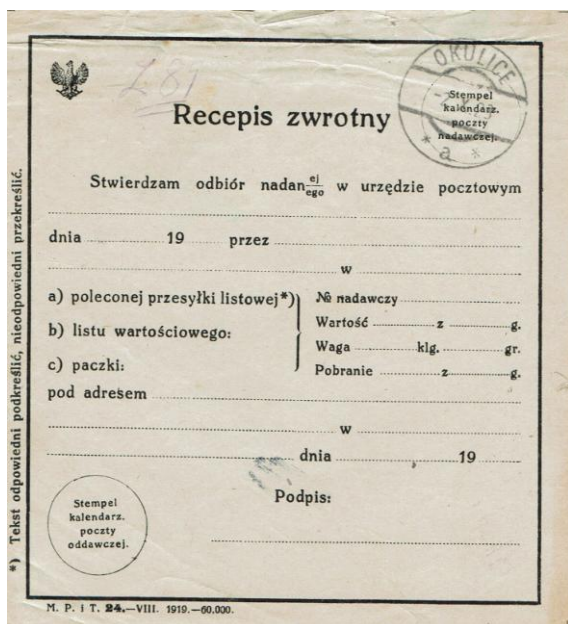 Z 81
OKULICE
Stempel
kalendarz.
poczty
nadawczej.
* a *
Recepis zwrotny
Stwierdzam odbiór nadan ej/ego w urzędzie pocztowym
dnia 19 przez
w
a) poleconej przesyłki listowej*)
b) listu wartościowego:
c) paczki:
№ nadawczy
Wartość z g.
Waga klg. gr.
Pobranie z g.
pod adresem
w
dnia 19
Podpis:
Stempel
kalendarz.
poczty
oddawczej.
*) Tekst odpowiedni podkreślić, nieodpowiedni przekreślić.
M. P. i T. 24.—VIII. 1919.—60.000.